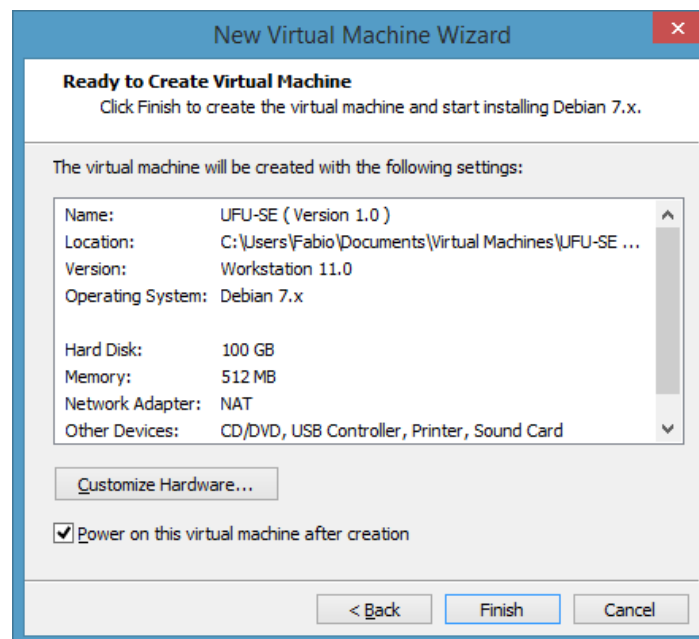 New Virtual Machine Wizard
Ready to Create Virtual Machine
Click Finish to create the virtual machine and start installing Debian 7.x.
The virtual machine will be created with the following settings:
Name: UFU-SE ( Version 1.0 )
Location: C:\Users\Fabio\Documents\Virtual Machines\UFU-SE ...
Version: Workstation 11.0
Operating System: Debian 7.x
Hard Disk: 100 GB
Memory: 512 MB
Network Adapter: NAT
Other Devices: CD/DVD, USB Controller, Printer, Sound Card
Customize Hardware...
Power on this virtual machine after creation
< Back Finish Cancel